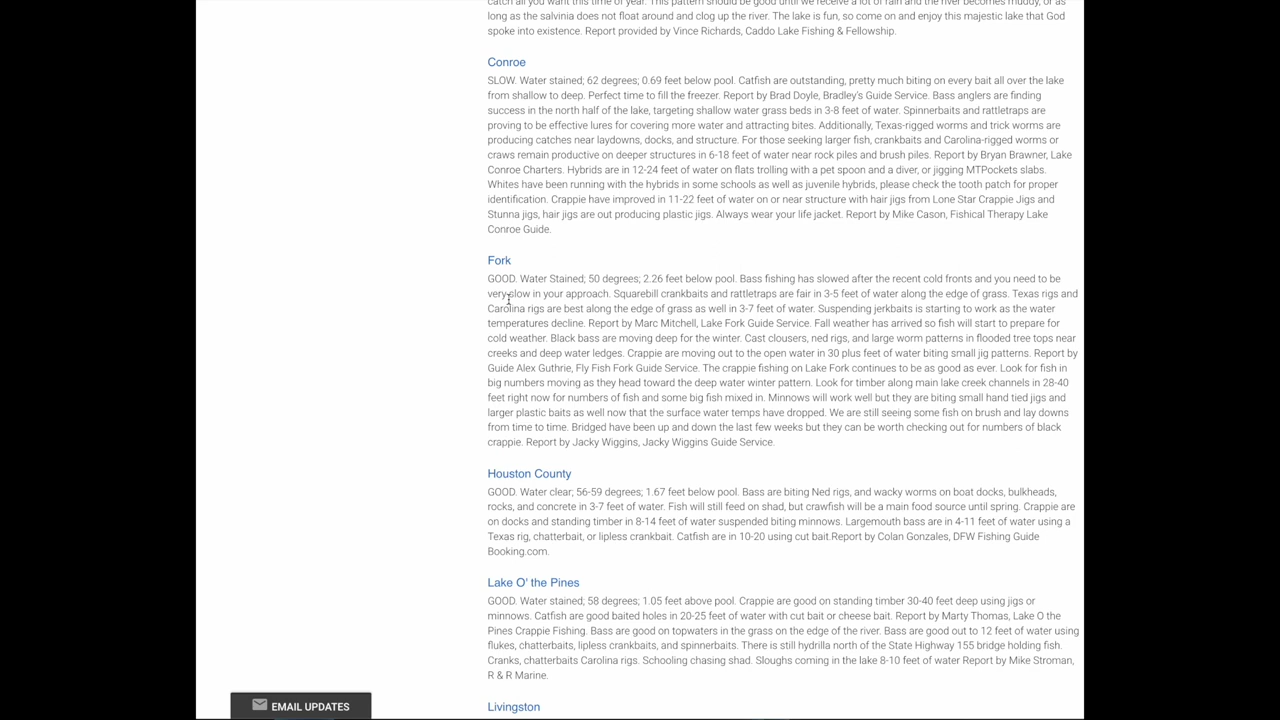 catch all you want this time of year. This pattern should be good until we receive a lot of rain and the river becomes muddy, or as
long as the salvinia does not float around and clog up the river. The lake is fun, so come on and enjoy this majestic lake that God
spoke into existence. Report provided by Vince Richards, Caddo Lake Fishing & Fellowship.
Conroe
SLOW. Water stained; 62 degrees; 0.69 feet below pool. Catfish are outstanding, pretty much biting on every bait all over the lake
from shallow to deep. Perfect time to fill the freezer. Report by Brad Doyle, Bradley's Guide Service. Bass anglers are finding
success in the north half of the lake, targeting shallow water grass beds in 3-8 feet of water. Spinnerbaits and rattletraps are
proving to be effective lures for covering more water and attracting bites. Additionally, Texas-rigged worms and trick worms are
producing catches near laydowns, docks, and structure. For those seeking larger fish, crankbaits and Carolina-rigged worms or
craws remain productive on deeper structures in 6-18 feet of water near rock piles and brush piles. Report by Bryan Brawner, Lake
Conroe Charters. Hybrids are in 12-24 feet of water on flats trolling with a pet spoon and a diver, or jigging MTPockets slabs.
Whites have been running with the hybrids in some schools as well as juvenile hybrids, please check the tooth patch for proper
identification. Crappie have improved in 11-22 feet of water on or near structure with hair jigs from Lone Star Crappie Jigs and
Stunna jigs, hair jigs are out producing plastic jigs. Always wear your life jacket. Report by Mike Cason, Fishical Therapy Lake
Conroe Guide.
Fork
GOOD. Water Stained; 50 degrees; 2.26 feet below pool. Bass fishing has slowed after the recent cold fronts and you need to be
very slow in your approach. Squarebill crankbaits and rattletraps are fair in 3-5 feet of water along the edge of grass. Texas rigs and
Carolina rigs are best along the edge of grass as well in 3-7 feet of water. Suspending jerkbaits is starting to work as the water
temperatures decline. Report by Marc Mitchell, Lake Fork Guide Service. Fall weather has arrived so fish will start to prepare for
cold weather. Black bass are moving deep for the winter. Cast clousers, ned rigs, and large worm patterns in flooded tree tops near
creeks and deep water ledges. Crappie are moving out to the open water in 30 plus feet of water biting small jig patterns. Report by
Guide Alex Guthrie, Fly Fish Fork Guide Service. The crappie fishing on Lake Fork continues to be as good as ever. Look for fish in
big numbers moving as they head toward the deep water winter pattern. Look for timber along main lake creek channels in 28-40
feet right now for numbers of fish and some big fish mixed in. Minnows will work well but they are biting small hand tied jigs and
larger plastic baits as well now that the surface water temps have dropped. We are still seeing some fish on brush and lay downs
from time to time. Bridged have been up and down the last few weeks but they can be worth checking out for numbers of black
crappie. Report by Jacky Wiggins, Jacky Wiggins Guide Service.
Houston County
GOOD. Water clear; 56-59 degrees; 1.67 feet below pool. Bass are biting Ned rigs, and wacky worms on boat docks, bulkheads,
rocks, and concrete in 3-7 feet of water. Fish will still feed on shad, but crawfish will be a main food source until spring. Crappie are
on docks and standing timber in 8-14 feet of water suspended biting minnows. Largemouth bass are in 4-11 feet of water using a
Texas rig, chatterbait, or lipless crankbait. Catfish are in 10-20 using cut bait.Report by Colan Gonzales, DFW Fishing Guide
Booking.com.
Lake O' the Pines
GOOD. Water stained; 58 degrees; 1.05 feet above pool. Crappie are good on standing timber 30-40 feet deep using jigs or
minnows. Catfish are good baited holes in 20-25 feet of water with cut bait or cheese bait. Report by Marty Thomas, Lake O the
Pines Crappie Fishing. Bass are good on topwaters in the grass on the edge of the river. Bass are good out to 12 feet of water using
flukes, chatterbaits, lipless crankbaits, and spinnerbaits. There is still hydrilla north of the State Highway 155 bridge holding fish.
Cranks, chatterbaits Carolina rigs. Schooling chasing shad. Sloughs coming in the lake 8-10 feet of water Report by Mike Stroman,
R & R Marine.
Livingston
EMAIL UPDATES